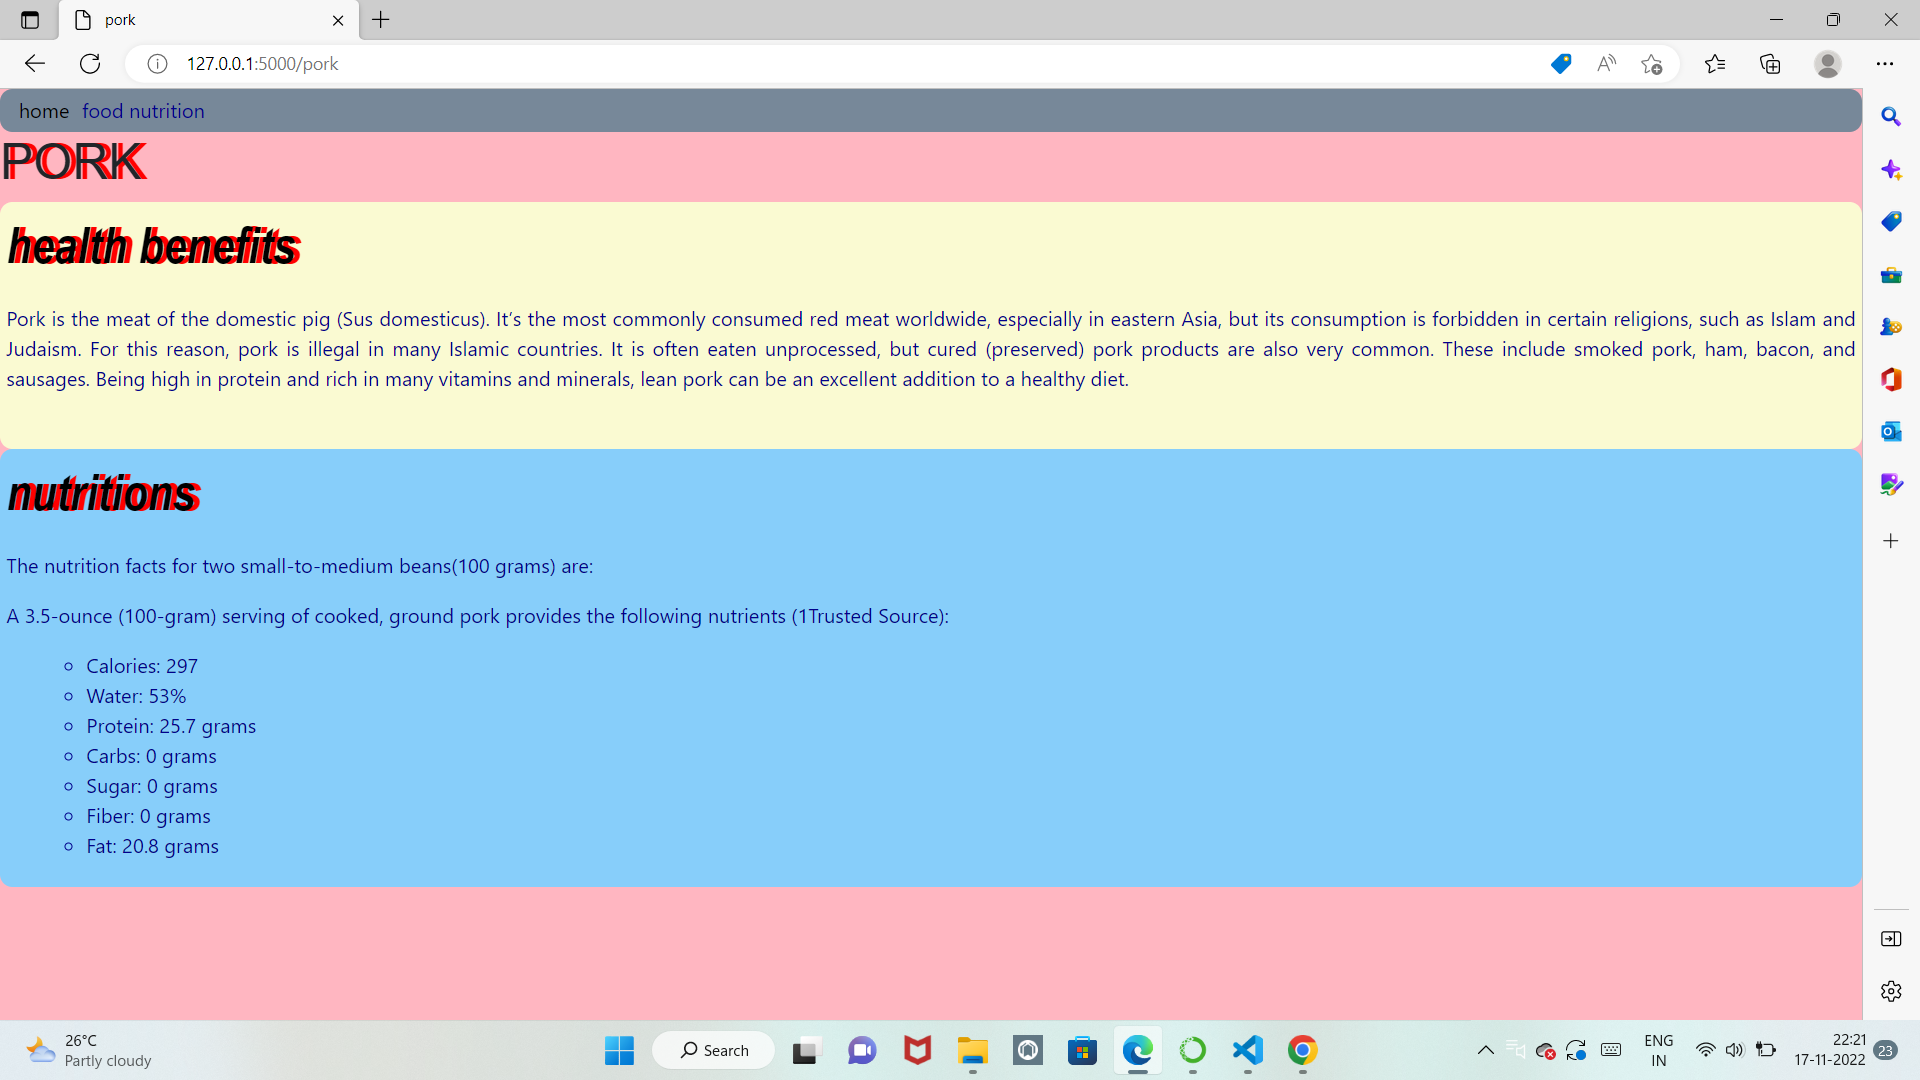 pork
127.0.0.1:5000/pork
home food nutrition
PORK
health benefits
Pork is the meat of the domestic pig (Sus domesticus). It’s the most commonly consumed red meat worldwide, especially in eastern Asia, but its consumption is forbidden in certain religions, such as Islam and
Judaism. For this reason, pork is illegal in many Islamic countries. It is often eaten unprocessed, but cured (preserved) pork products are also very common. These include smoked pork, ham, bacon, and
sausages. Being high in protein and rich in many vitamins and minerals, lean pork can be an excellent addition to a healthy diet.
nutritions
The nutrition facts for two small-to-medium beans(100 grams) are:
A 3.5-ounce (100-gram) serving of cooked, ground pork provides the following nutrients (1Trusted Source):
Calories: 297
Water: 53%
Protein: 25.7 grams
Carbs: 0 grams
Sugar: 0 grams
Fiber: 0 grams
Fat: 20.8 grams
26°C
Partly cloudy
Search
ENG
IN
22:21
17-11-2022
23